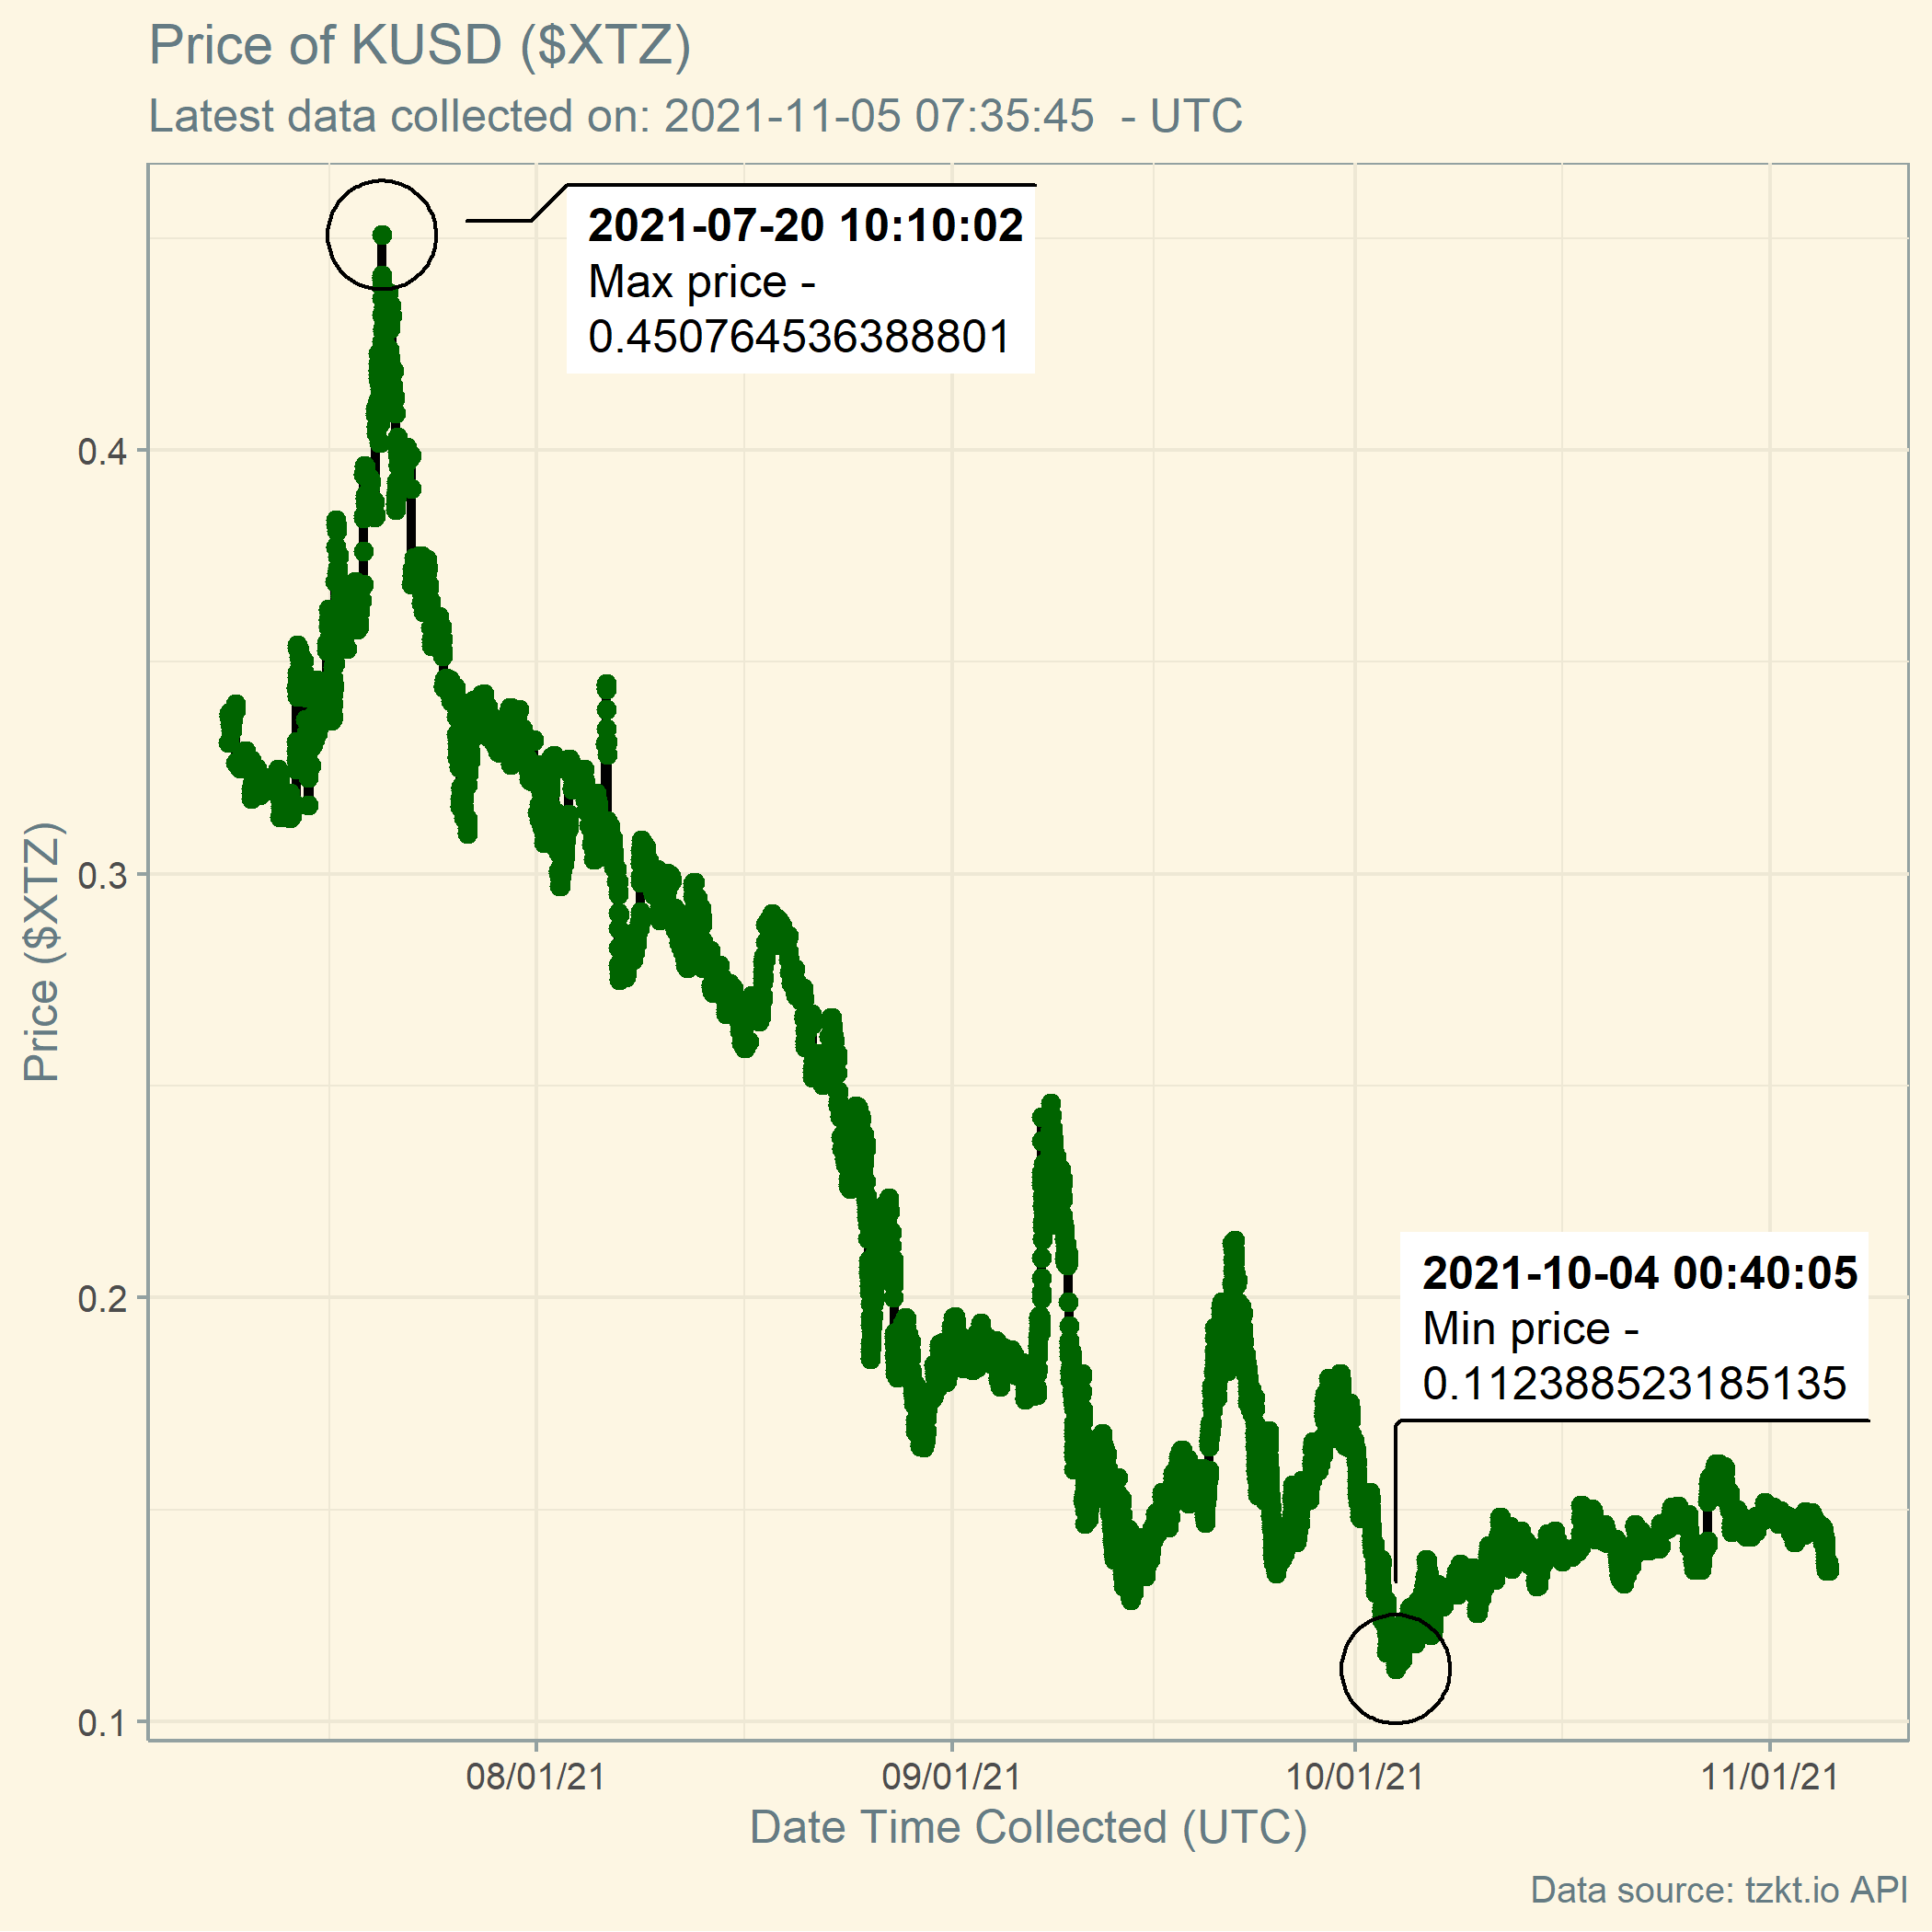 Price of KUSD ($XTZ)
Latest data collected on: 2021-11-05 07:35:45  - UTC
2021-07-20 10:10:02
Max price -
0.450764536388801
0.4
0.3
0.2
0.1
Price ($XTZ)
2021-10-04 00:40:05
Min price -
0.112388523185135
08/01/21
09/01/21
10/01/21
11/01/21
Date Time Collected (UTC)
Data source: tzkt.io API